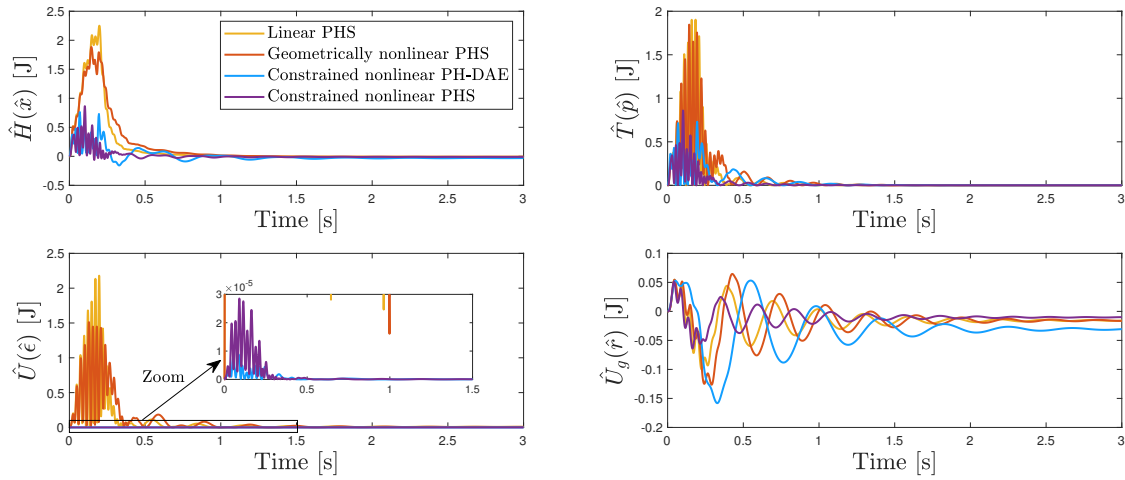 2.5
2
1.5
1
0.5
0
-0.5
Ĥ(x̂) [J]
0 0.5 1 1.5 2 2.5 3
Time [s]
Linear PHS
Geometrically nonlinear PHS
Constrained nonlinear PH-DAE
Constrained nonlinear PHS
2
1.5
1
0.5
0
T̂(p̂) [J]
0 0.5 1 1.5 2 2.5 3
Time [s]
2.5
2
1.5
1
0.5
0
Û(ε̂) [J]
0 0.5 1 1.5 2 2.5 3
Time [s]
Zoom
×10⁻⁵
3
2
1
0
0 0.5 1 1.5
0.1
0.05
0
-0.05
-0.1
-0.15
-0.2
Û_g(r̂) [J]
0 0.5 1 1.5 2 2.5 3
Time [s]